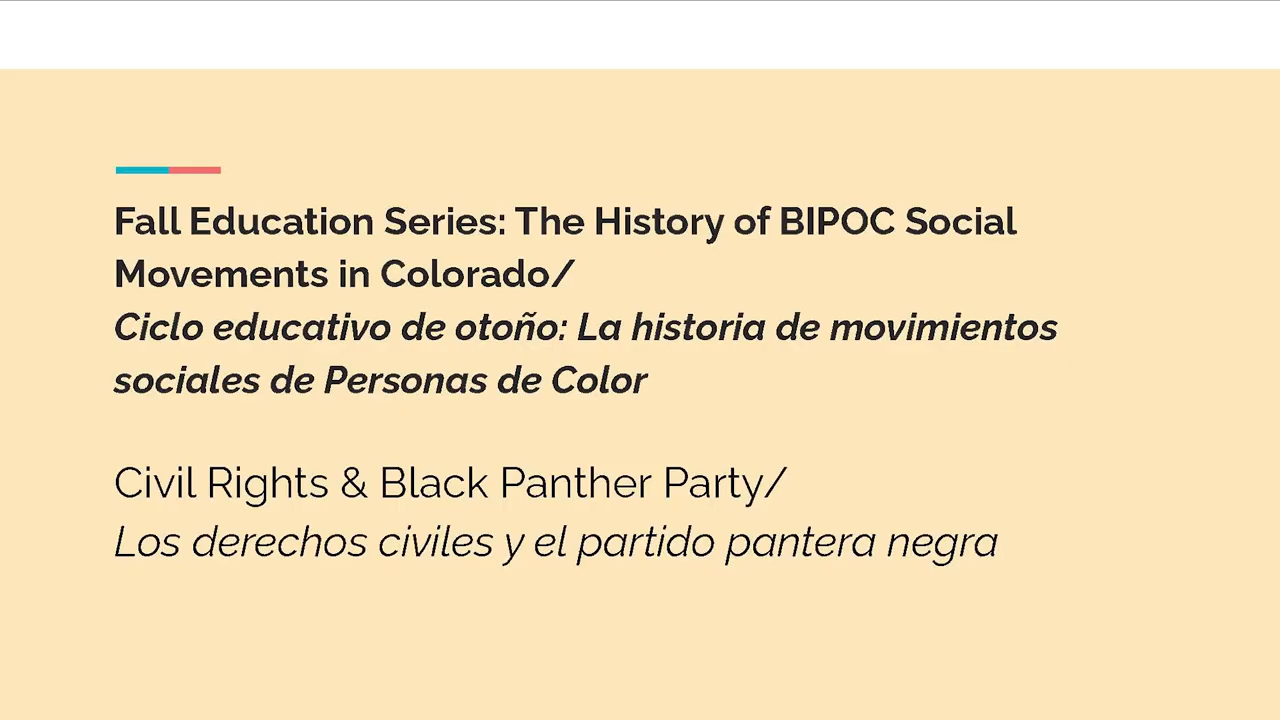 Fall Education Series: The History of BIPOC Social
Movements in Colorado/
Ciclo educativo de otoño: La historia de movimientos
sociales de Personas de Color
Civil Rights & Black Panther Party/
Los derechos civiles y el partido pantera negra